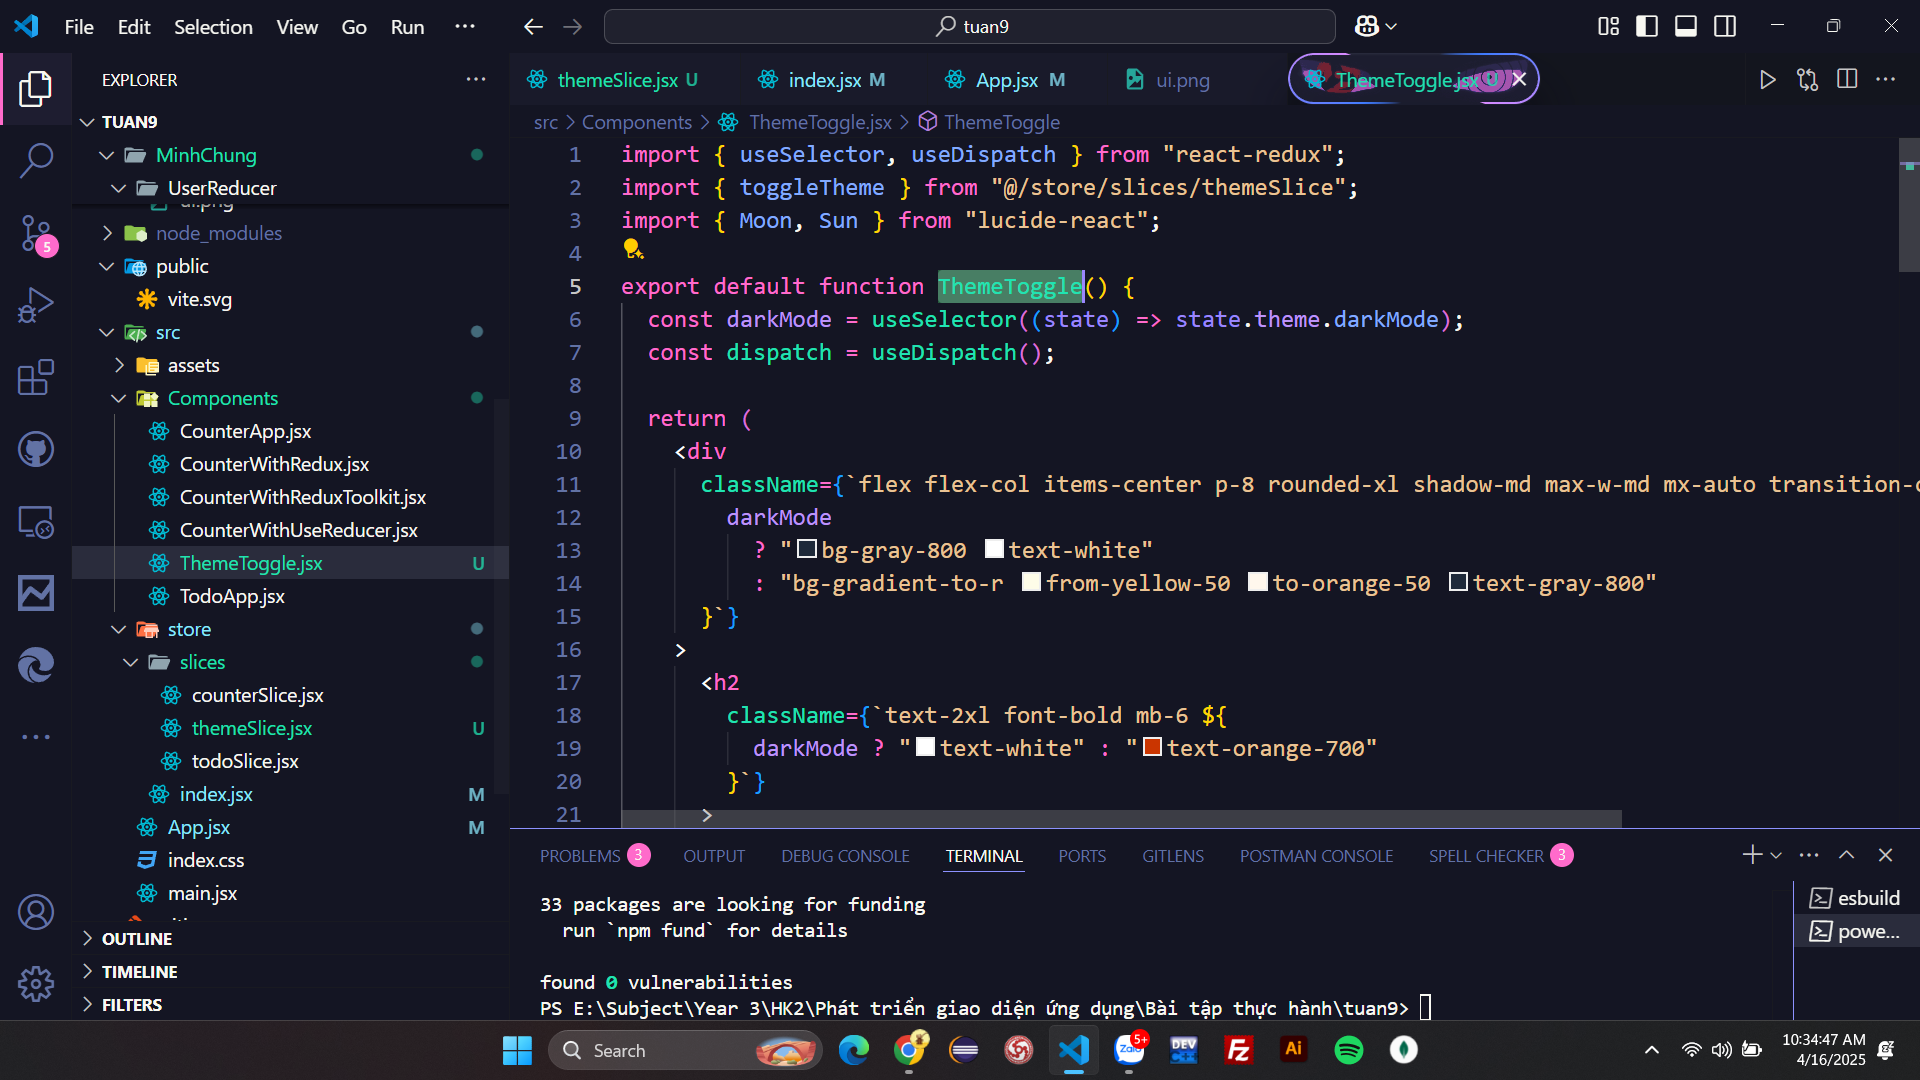 File Edit Selection View Go Run ···
tuan9
EXPLORER
TUAN9
MinhChung
UserReducer
ui.png
node_modules
public
vite.svg
src
assets
Components
CounterApp.jsx
CounterWithRedux.jsx
CounterWithReduxToolkit.jsx
CounterWithUseReducer.jsx
ThemeToggle.jsx U
TodoApp.jsx
store
slices
counterSlice.jsx
themeSlice.jsx U
todoSlice.jsx
index.jsx M
App.jsx M
index.css
main.jsx
OUTLINE
TIMELINE
FILTERS
5
themeSlice.jsx U index.jsx M App.jsx M ui.png ThemeToggle.jsx U
src > Components > ThemeToggle.jsx > ThemeToggle
1 import { useSelector, useDispatch } from "react-redux";
2 import { toggleTheme } from "@/store/slices/themeSlice";
3 import { Moon, Sun } from "lucide-react";
4
5 export default function ThemeToggle() {
6 const darkMode = useSelector((state) => state.theme.darkMode);
7 const dispatch = useDispatch();
8
9 return (
10 <div
11 className={`flex flex-col items-center p-8 rounded-xl shadow-md max-w-md mx-auto transition-c
12 darkMode
13 ? "bg-gray-800 text-white"
14 : "bg-gradient-to-r from-yellow-50 to-orange-50 text-gray-800"
15 }`}
16 >
17 <h2
18 className={`text-2xl font-bold mb-6 ${
19 darkMode ? "text-white" : "text-orange-700"
20 }`}
21 >
PROBLEMS 3 OUTPUT DEBUG CONSOLE TERMINAL PORTS GITLENS POSTMAN CONSOLE SPELL CHECKER 3
33 packages are looking for funding
run `npm fund` for details
found 0 vulnerabilities
PS E:\Subject\Year 3\HK2\Phát triển giao diện ứng dụng\Bài tập thực hành\tuan9>
esbuild
powe...
Search
Zalo 5+
DEV
Fz
Ai
10:34:47 AM
4/16/2025